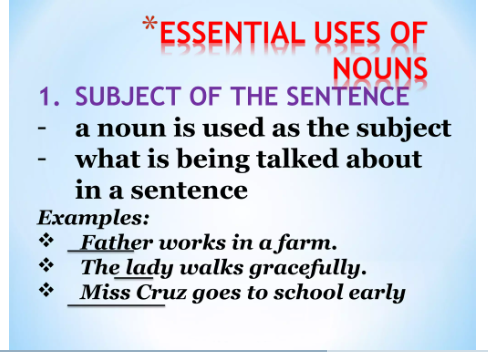 *ESSENTIAL USES OF
NOUNS
1. SUBJECT OF THE SENTENCE
- a noun is used as the subject
- what is being talked about
in a sentence
Examples:
❖ Father works in a farm.
❖ The lady walks gracefully.
❖ Miss Cruz goes to school early